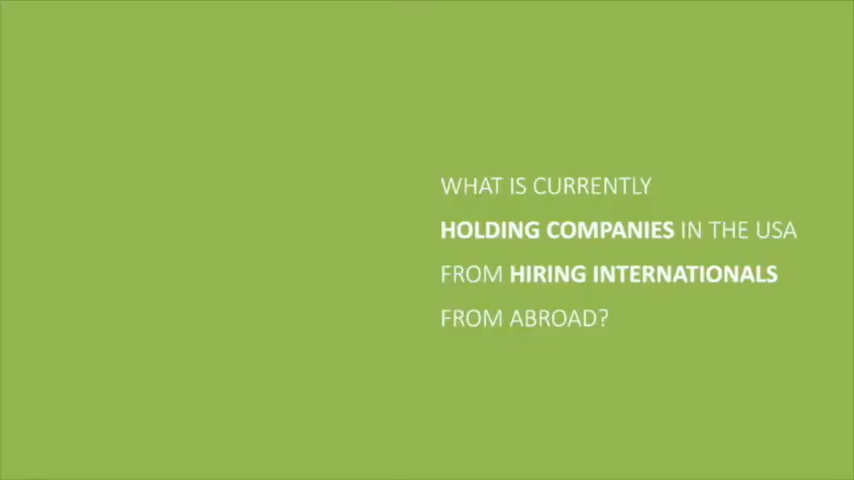 WHAT IS CURRENTLY
HOLDING COMPANIES IN THE USA
FROM HIRING INTERNATIONALS
FROM ABROAD?